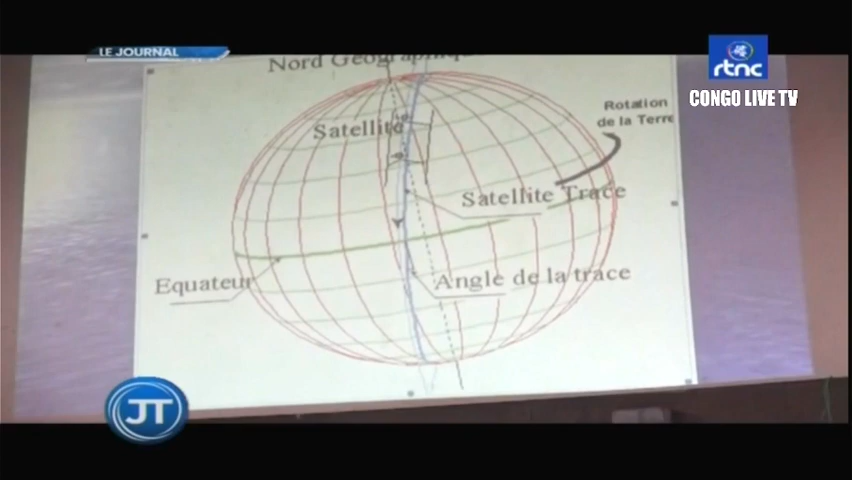 LE JOURNAL
rtnc
CONGO LIVE TV
Nord Géographique
Rotation
de la Terre
Satellite
Satellite Trace
Equateur
Angle de la trace
JT